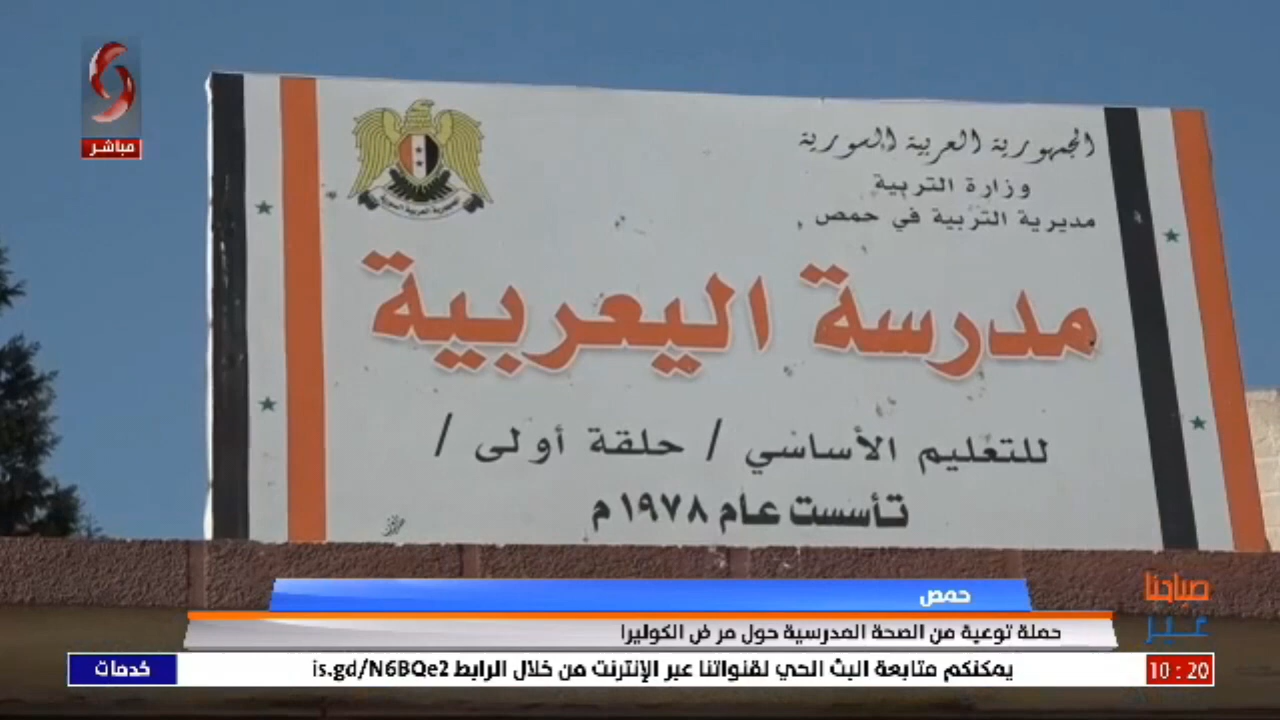 مباشر
الجمهورية العربية السورية
وزارة التربية
مديرية التربية في حمص
مدرسة اليعربية
للتعليم الأساسي / حلقة أولى /
تأسست عام ١٩٧٨ م
حمص
حملة توعية من الصحة المدرسية حول مرض الكوليرا
صباحنا
غير
خدمات
يمكنكم متابعة البث الحي لقنواتنا عبر الإنترنت من خلال الرابط is.gd/N6BQe2
10:20